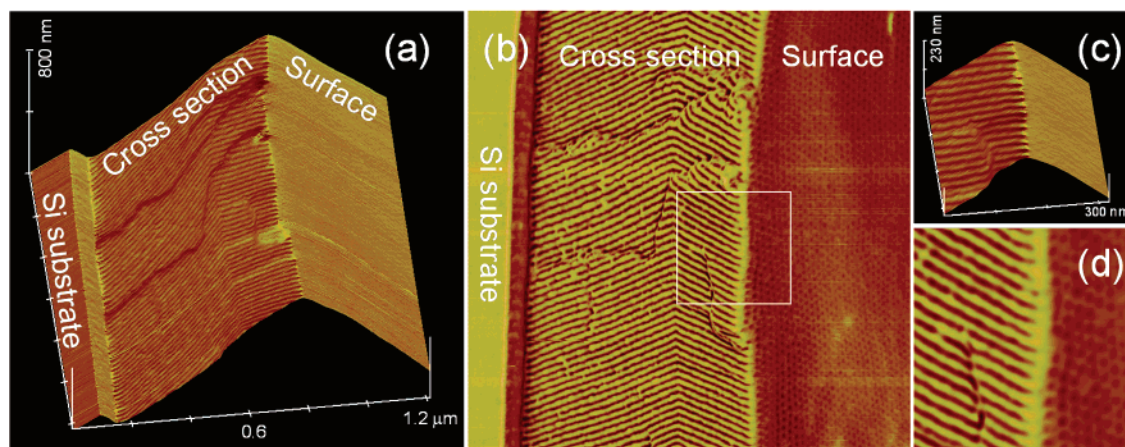 (a)
800 nm
Cross section
Surface
Si substrate
0.6
1.2 μm
(b)
Cross section
Surface
Si substrate
(c)
230 nm
300 nm
(d)